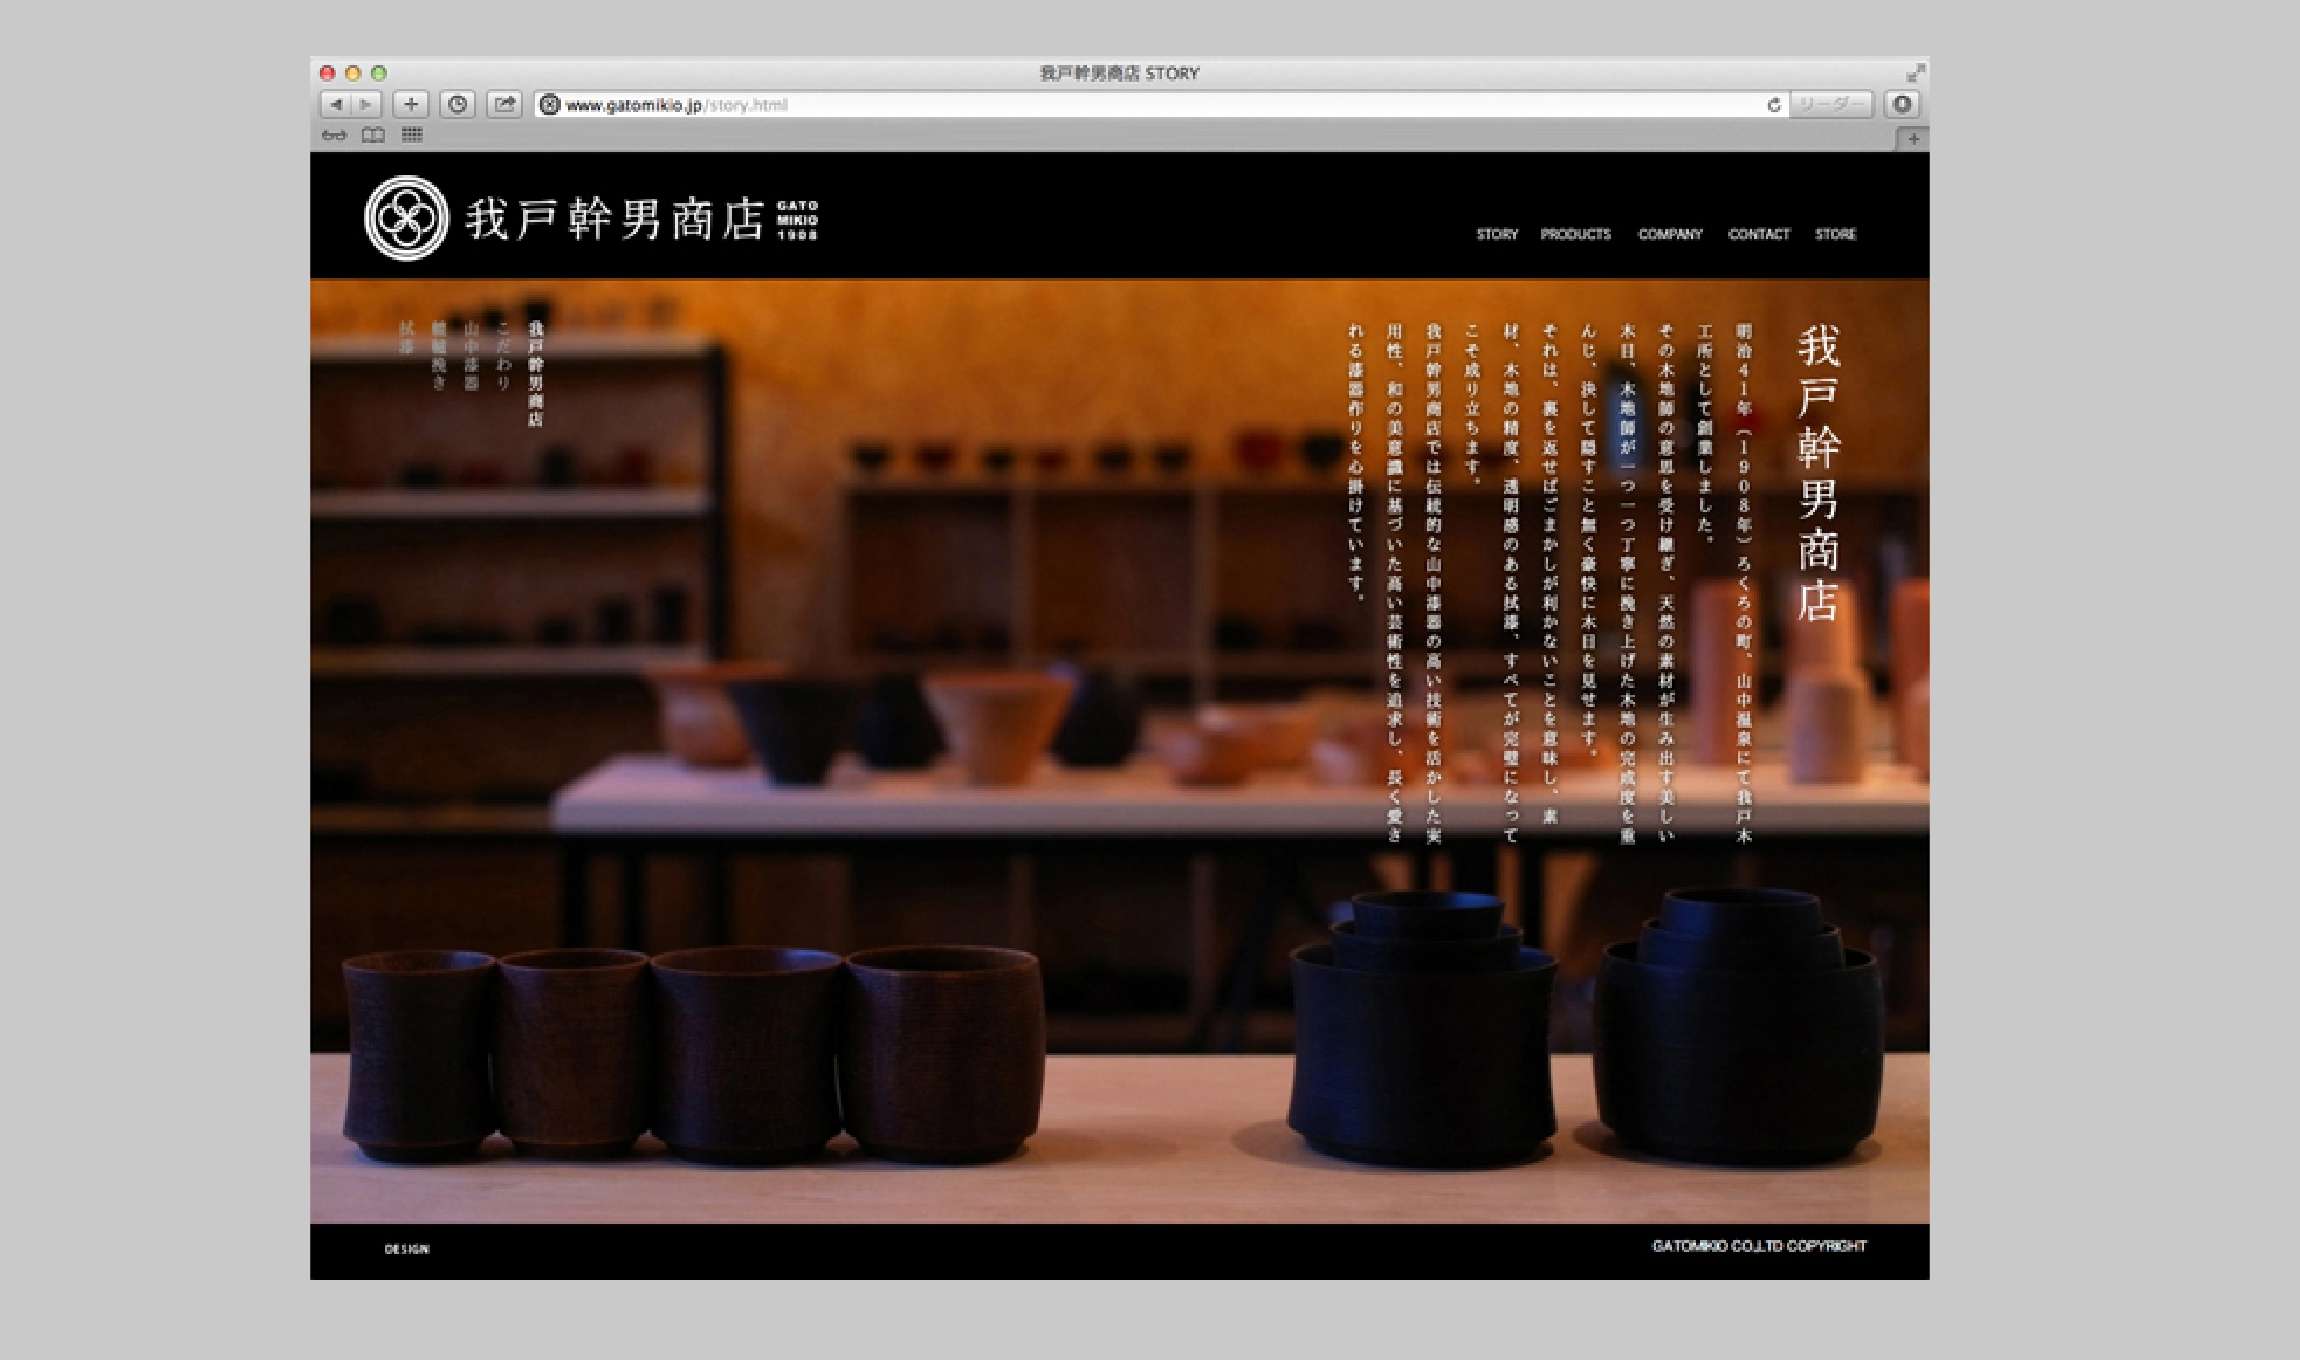 我戸幹男商店 STORY
www.gatomikio.jp/story.html
リーダー
我戸幹男商店
GATO
MIKIO
1908
STORY PRODUCTS COMPANY CONTACT STORE
我戸幹男商店
明治41年（1908年）ろくろの町、山中温泉にて我戸木
工所として創業しました。
その木地師の意思を受け継ぎ、天然の素材が生み出す美しい
木目、木地師が一つ一つ丁寧に挽き上げた木地の完成度を重
んじ、決して隠すこと無く豪快に木目を見せます。
それは、裏を返せばごまかしが利かないことを意味し、素
材、木地の精度、透明感のある拭漆、すべてが完璧になって
こそ成り立ちます。
我戸幹男商店では伝統的な山中漆器の高い技術を活かした実
用性、和の美意識に基づいた高い芸術性を追求し、長く愛さ
れる漆器作りを心掛けています。
我戸幹男商店
こだわり
山中漆器
轆轤挽き
拭漆
DESIGN
GATOMIKIO CO.,LTD COPYRIGHT